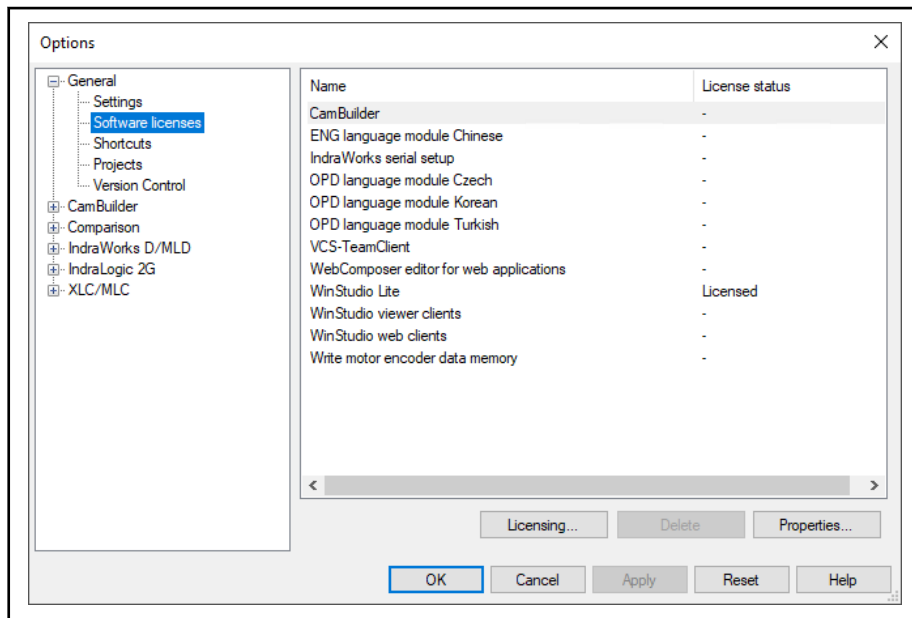 Options
General
Settings
Software licenses
Shortcuts
Projects
Version Control
CamBuilder
Comparison
IndraWorks D/MLD
IndraLogic 2G
XLC/MLC
Name License status
CamBuilder -
ENG language module Chinese -
IndraWorks serial setup -
OPD language module Czech -
OPD language module Korean -
OPD language module Turkish -
VCS-TeamClient -
WebComposer editor for web applications -
WinStudio Lite Licensed
WinStudio viewer clients -
WinStudio web clients -
Write motor encoder data memory -
Licensing... Delete Properties...
OK Cancel Apply Reset Help